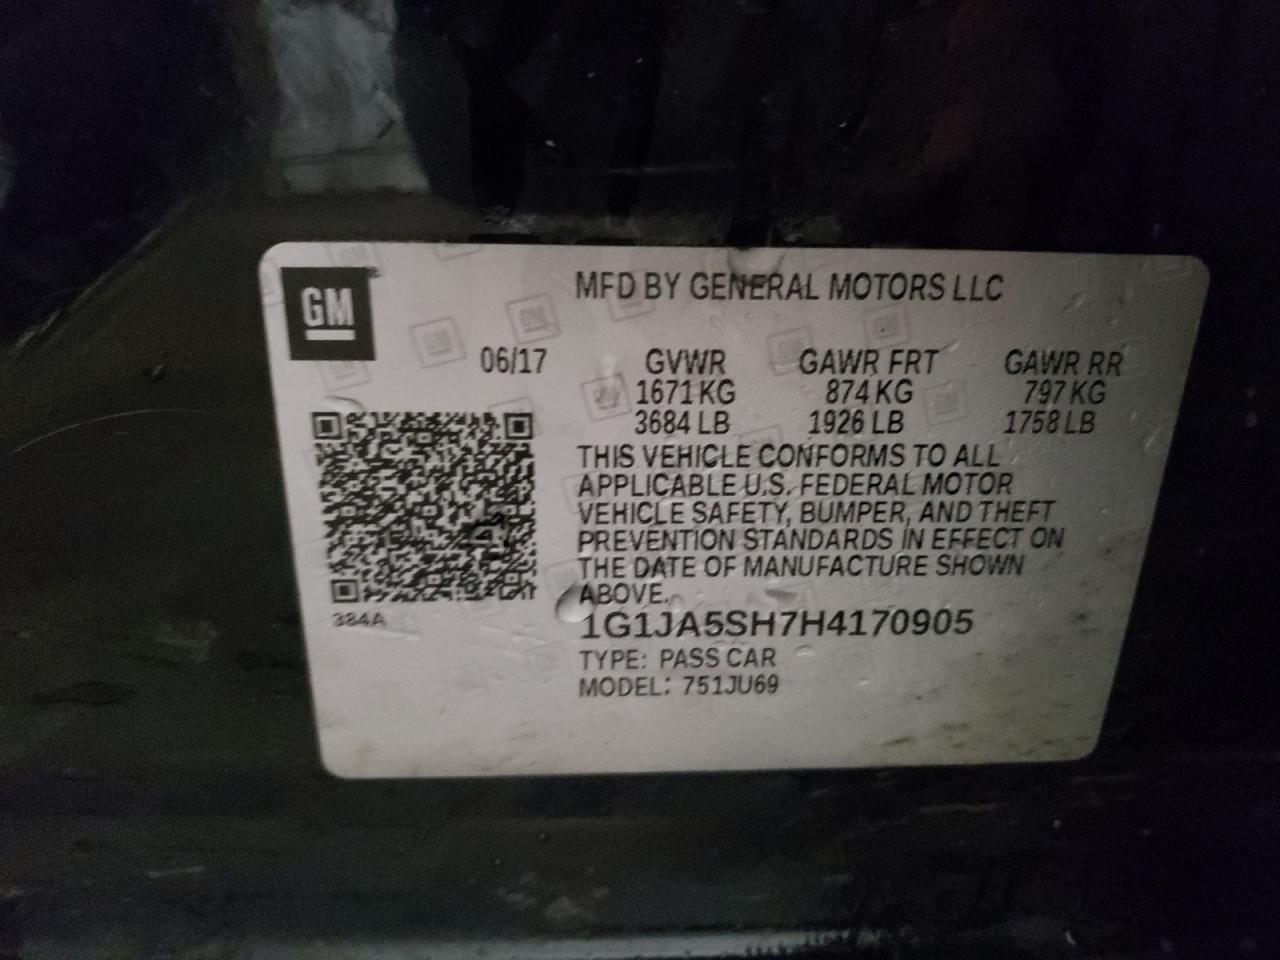 GM
MFD BY GENERAL MOTORS LLC
06/17 GVWR GAWR FRT GAWR RR
1671 KG 874 KG 797 KG
3684 LB 1926 LB 1758 LB
THIS VEHICLE CONFORMS TO ALL
APPLICABLE U.S. FEDERAL MOTOR
VEHICLE SAFETY, BUMPER, AND THEFT
PREVENTION STANDARDS IN EFFECT ON
THE DATE OF MANUFACTURE SHOWN
ABOVE.
384A
1G1JA5SH7H4170905
TYPE: PASS CAR
MODEL: 751JU69